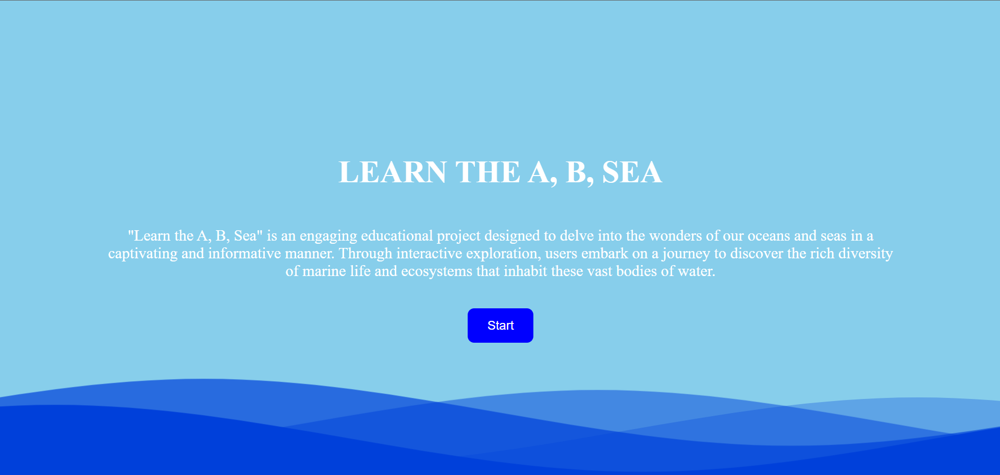 LEARN THE A, B, SEA
"Learn the A, B, Sea" is an engaging educational project designed to delve into the wonders of our oceans and seas in a
captivating and informative manner. Through interactive exploration, users embark on a journey to discover the rich diversity
of marine life and ecosystems that inhabit these vast bodies of water.
Start